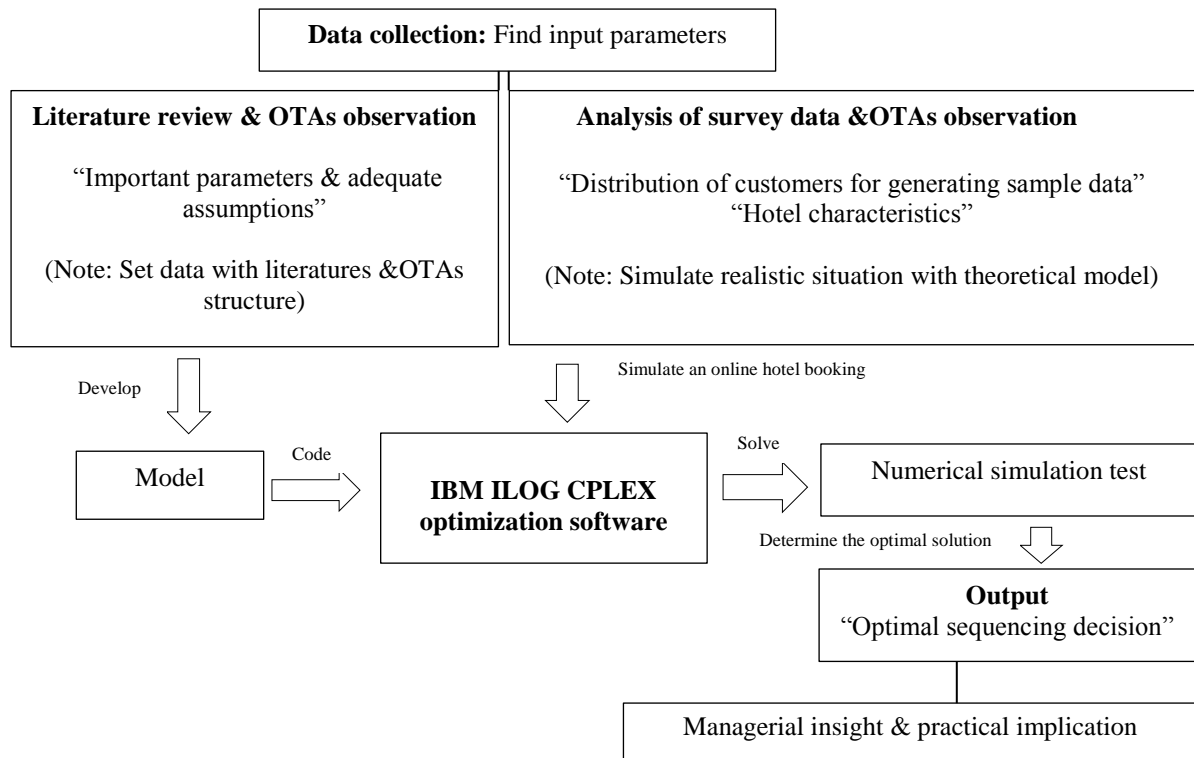 Data collection: Find input parameters
Literature review & OTAs observation
“Important parameters & adequate
assumptions”
(Note: Set data with literatures &OTAs
structure)
Analysis of survey data &OTAs observation
“Distribution of customers for generating sample data”
“Hotel characteristics”
(Note: Simulate realistic situation with theoretical model)
Develop
Simulate an online hotel booking
Model
Code
IBM ILOG CPLEX
optimization software
Solve
Numerical simulation test
Determine the optimal solution
Output
“Optimal sequencing decision”
Managerial insight & practical implication